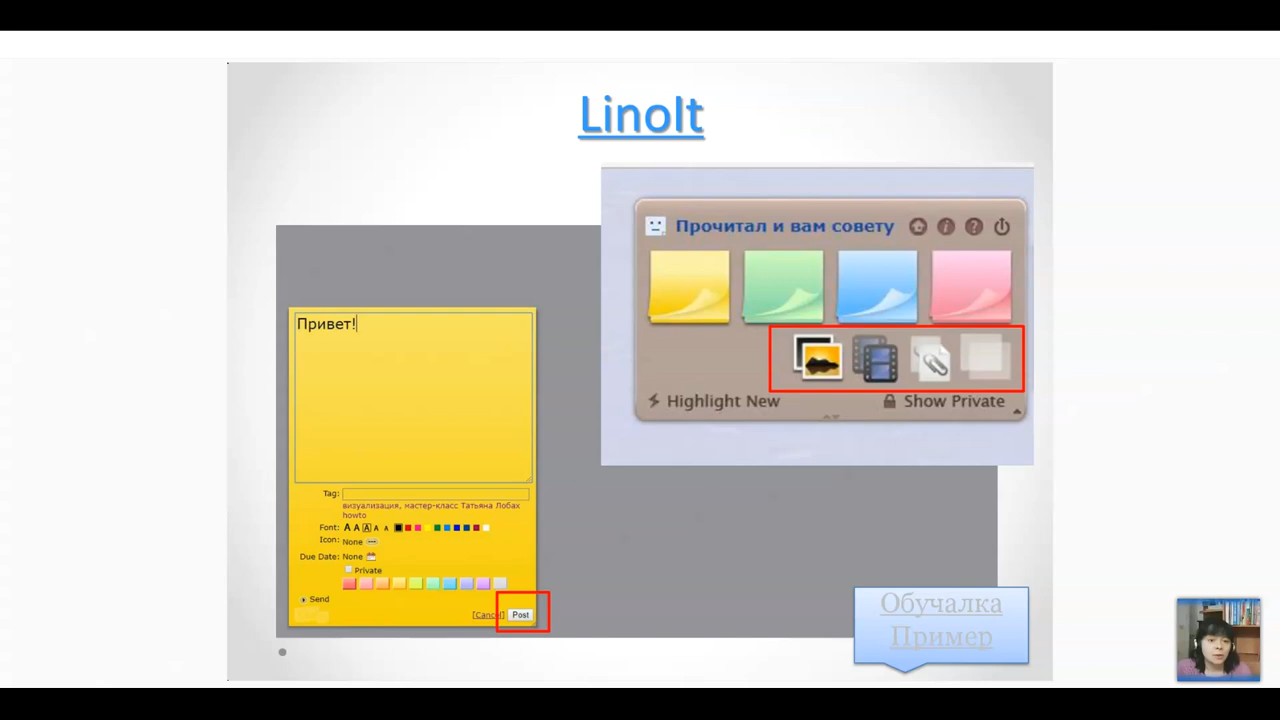 LinoIt
Прочитал и вам совету
Highlight New
Show Private
Привет!
Tag:
визуализация, мастер-класс Татьяна Лобах
howto
Font: A A A A A
Icon: None
Due Date: None
Private
Send
[Cancel] Post
Обучалка
Пример